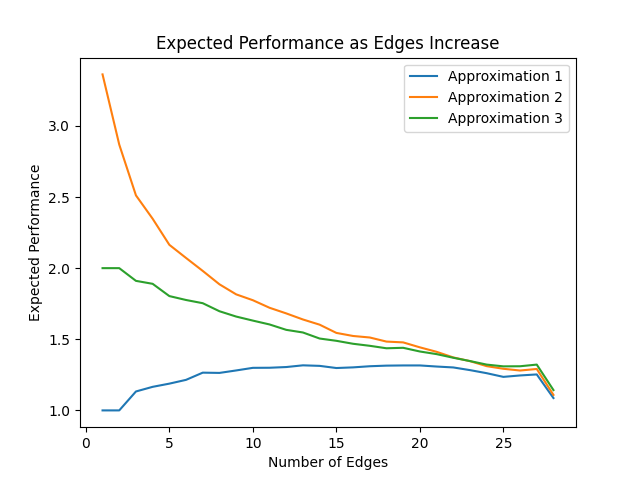 Expected Performance as Edges Increase
Approximation 1
Approximation 2
Approximation 3
Expected Performance
3.0
2.5
2.0
1.5
1.0
0
5
10
15
20
25
Number of Edges